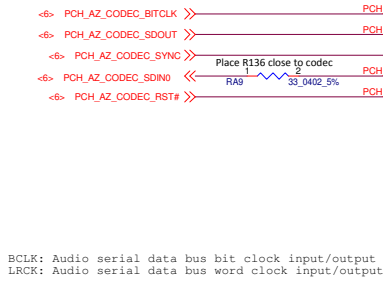 <6> PCH_AZ_CODEC_BITCLK PCH
<6> PCH_AZ_CODEC_SDOUT PCH
<6> PCH_AZ_CODEC_SYNC
Place R136 close to codec
<6> PCH_AZ_CODEC_SDIN0 1 2 PCH
RA9 33_0402_5%
<6> PCH_AZ_CODEC_RST# PCH
BCLK: Audio serial data bus bit clock input/output
LRCK: Audio serial data bus word clock input/output